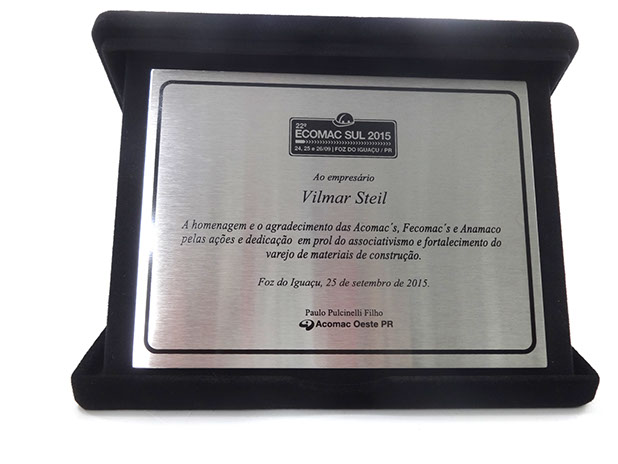 22º
ECOMAC SUL 2015
24, 25 e 26/09 | FOZ DO IGUAÇU / PR
Ao empresário
Vilmar Steil
A homenagem e o agradecimento das Acomac´s, Fecomac´s e Anamaco
pelas ações e dedicação em prol do associativismo e fortalecimento do
varejo de materiais de construção.
Foz do Iguaçu, 25 de setembro de 2015.
Paulo Pulcinelli Filho
Acomac Oeste PR